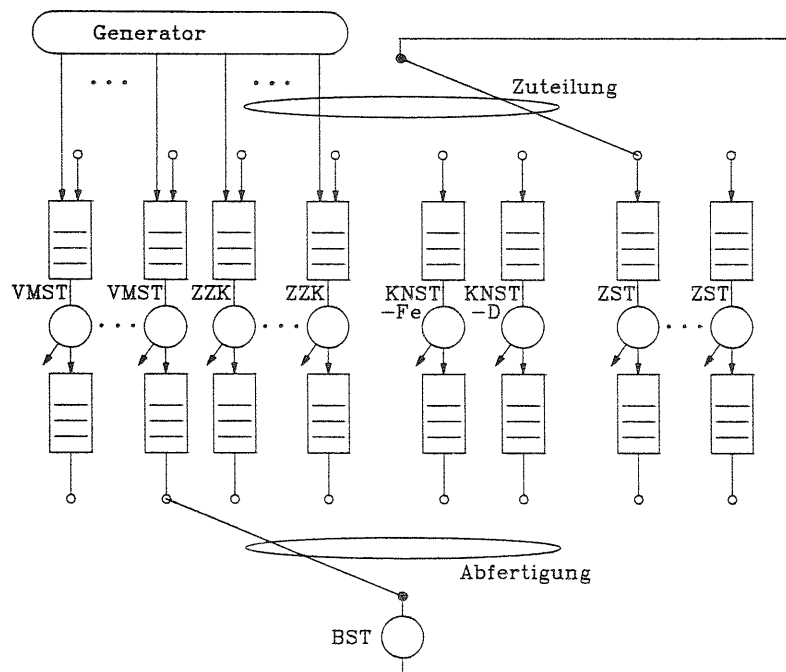 Generator
Zuteilung
VMST VMST ZZK ZZK KNST-Fe KNST-D ZST ZST
Abfertigung
BST